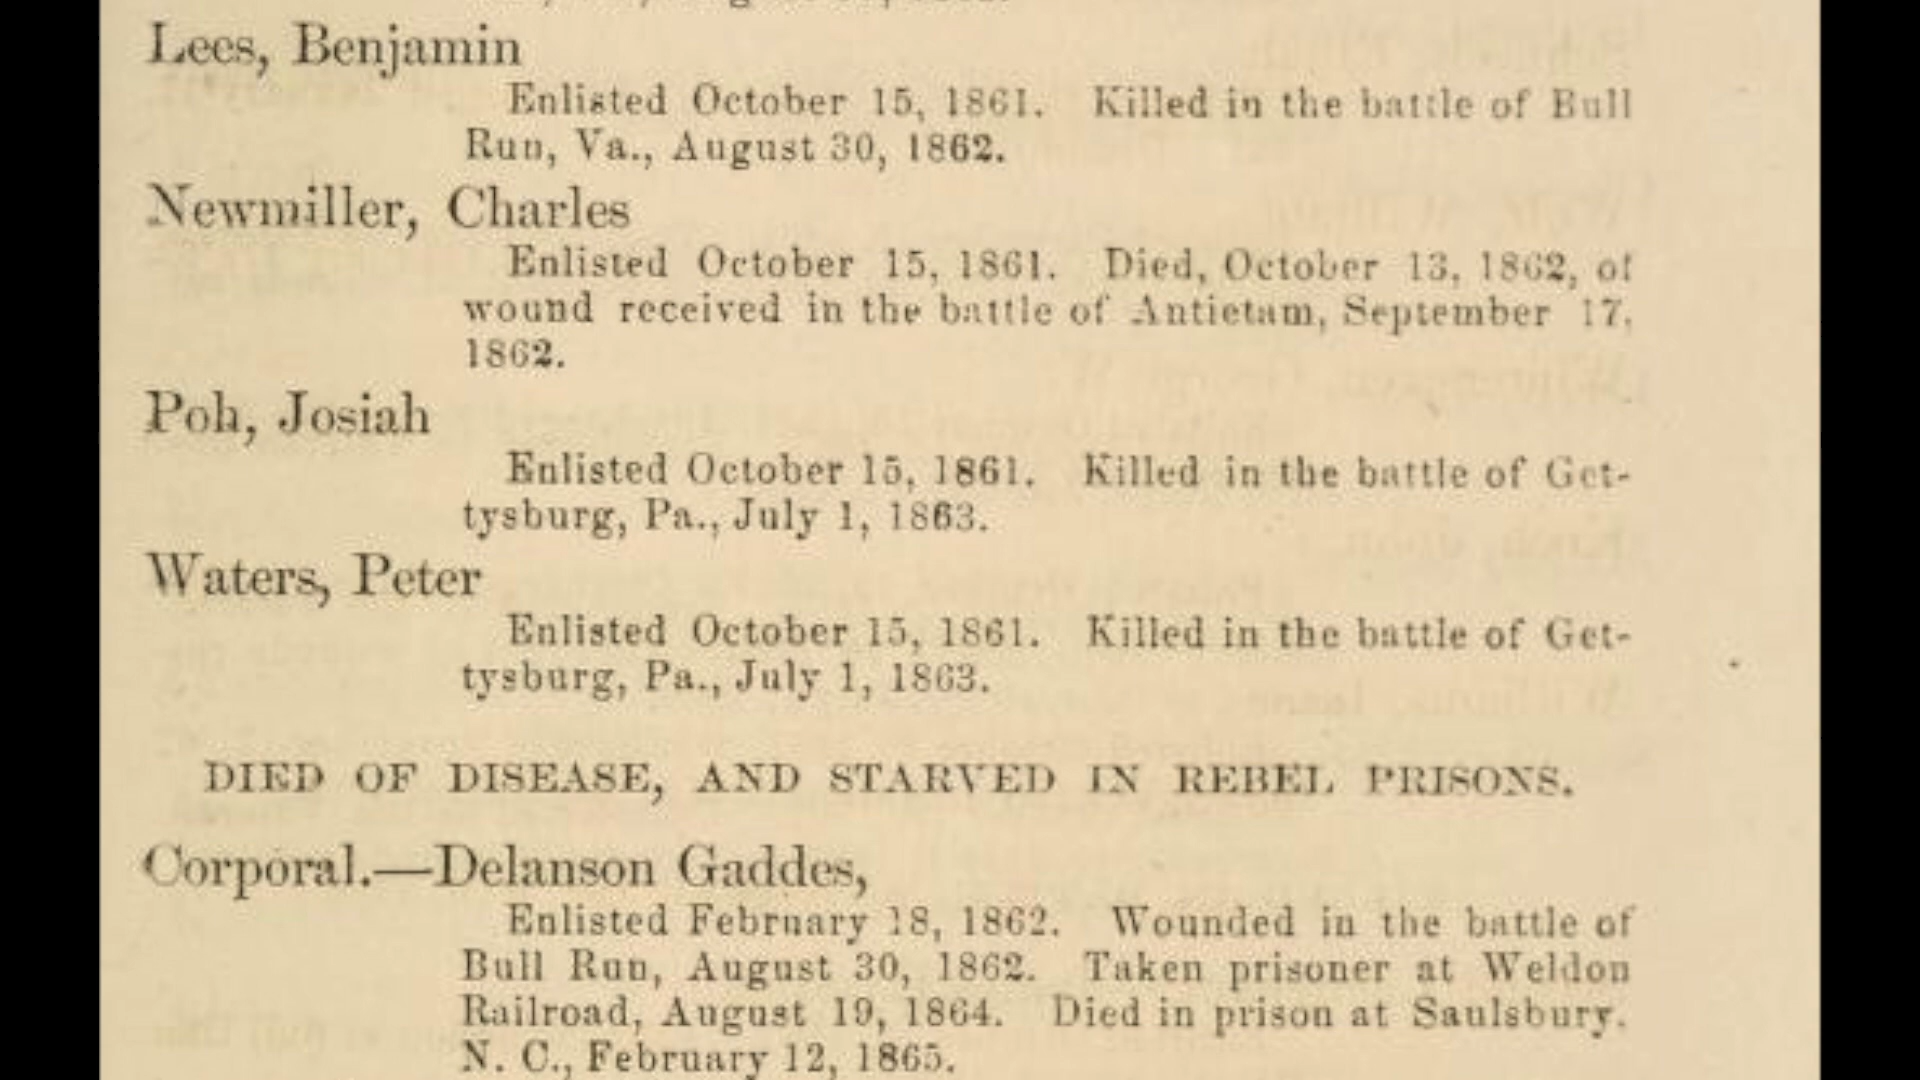 Lees, Benjamin
Enlisted October 15, 1861. Killed in the battle of Bull
Run, Va., August 30, 1862.
Newmiller, Charles
Enlisted October 15, 1861. Died, October 13, 1862, of
wound received in the battle of Antietam, September 17,
1862.
Poh, Josiah
Enlisted October 15, 1861. Killed in the battle of Get-
tysburg, Pa., July 1, 1863.
Waters, Peter
Enlisted October 15, 1861. Killed in the battle of Get-
tysburg, Pa., July 1, 1863.
DIED OF DISEASE, AND STARVED IN REBEL PRISONS.
Corporal.—Delanson Gaddes,
Enlisted February 18, 1862. Wounded in the battle of
Bull Run, August 30, 1862. Taken prisoner at Weldon
Railroad, August 19, 1864. Died in prison at Saulsbury,
N. C., February 12, 1865.